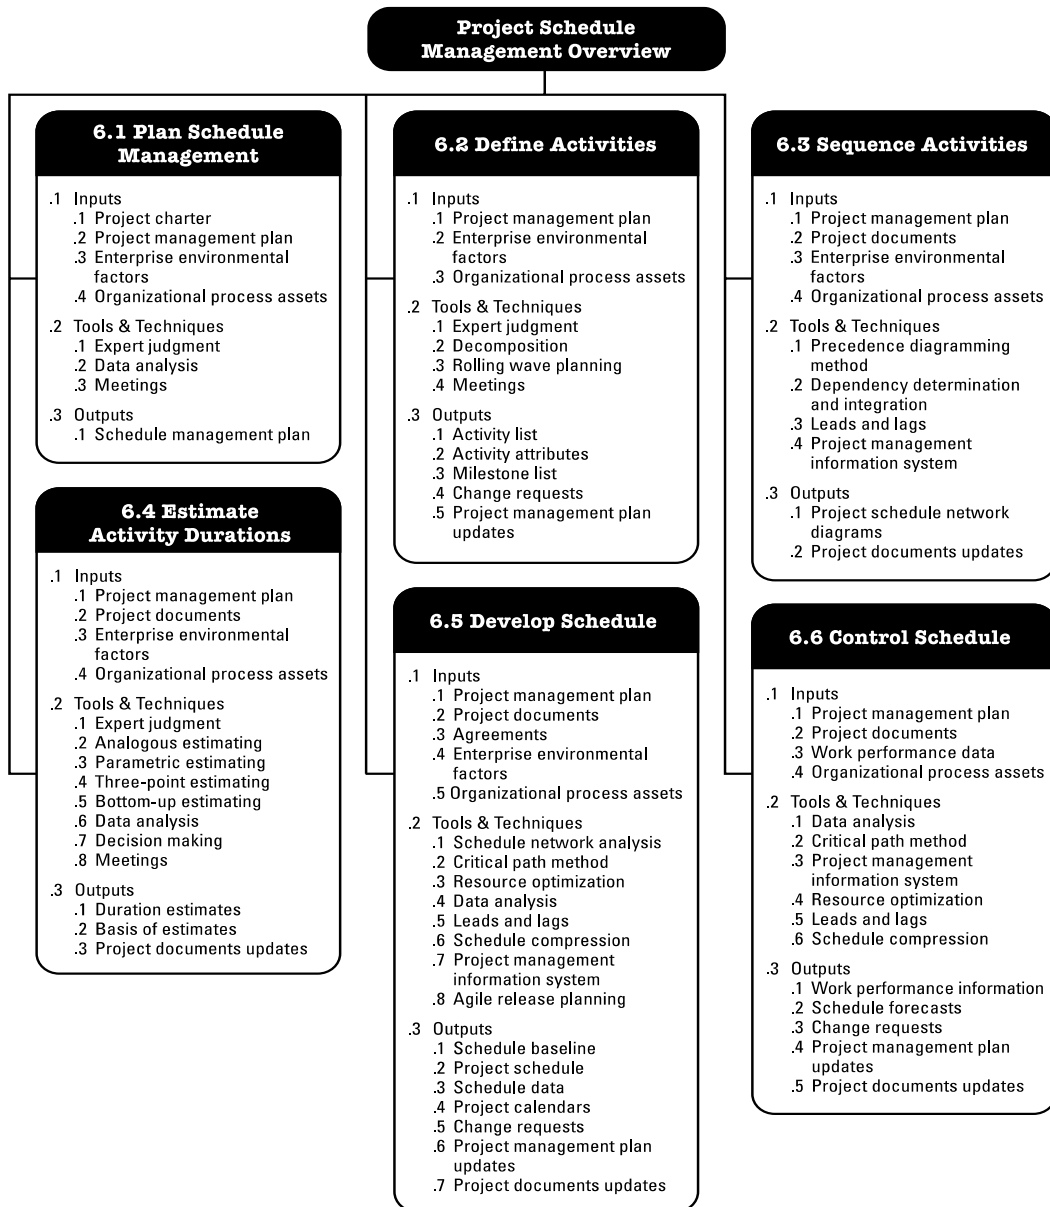 Project Schedule
Management Overview
6.1 Plan Schedule
Management
.1 Inputs
.1 Project charter
.2 Project management plan
.3 Enterprise environmental
factors
.4 Organizational process assets
.2 Tools & Techniques
.1 Expert judgment
.2 Data analysis
.3 Meetings
.3 Outputs
.1 Schedule management plan
6.2 Define Activities
.1 Inputs
.1 Project management plan
.2 Enterprise environmental
factors
.3 Organizational process assets
.2 Tools & Techniques
.1 Expert judgment
.2 Decomposition
.3 Rolling wave planning
.4 Meetings
.3 Outputs
.1 Activity list
.2 Activity attributes
.3 Milestone list
.4 Change requests
.5 Project management plan
updates
6.3 Sequence Activities
.1 Inputs
.1 Project management plan
.2 Project documents
.3 Enterprise environmental
factors
.4 Organizational process assets
.2 Tools & Techniques
.1 Precedence diagramming
method
.2 Dependency determination
and integration
.3 Leads and lags
.4 Project management
information system
.3 Outputs
.1 Project schedule network
diagrams
.2 Project documents updates
6.4 Estimate
Activity Durations
.1 Inputs
.1 Project management plan
.2 Project documents
.3 Enterprise environmental
factors
.4 Organizational process assets
.2 Tools & Techniques
.1 Expert judgment
.2 Analogous estimating
.3 Parametric estimating
.4 Three-point estimating
.5 Bottom-up estimating
.6 Data analysis
.7 Decision making
.8 Meetings
.3 Outputs
.1 Duration estimates
.2 Basis of estimates
.3 Project documents updates
6.5 Develop Schedule
.1 Inputs
.1 Project management plan
.2 Project documents
.3 Agreements
.4 Enterprise environmental
factors
.5 Organizational process assets
.2 Tools & Techniques
.1 Schedule network analysis
.2 Critical path method
.3 Resource optimization
.4 Data analysis
.5 Leads and lags
.6 Schedule compression
.7 Project management
information system
.8 Agile release planning
.3 Outputs
.1 Schedule baseline
.2 Project schedule
.3 Schedule data
.4 Project calendars
.5 Change requests
.6 Project management plan
updates
.7 Project documents updates
6.6 Control Schedule
.1 Inputs
.1 Project management plan
.2 Project documents
.3 Work performance data
.4 Organizational process assets
.2 Tools & Techniques
.1 Data analysis
.2 Critical path method
.3 Project management
information system
.4 Resource optimization
.5 Leads and lags
.6 Schedule compression
.3 Outputs
.1 Work performance information
.2 Schedule forecasts
.3 Change requests
.4 Project management plan
updates
.5 Project documents updates